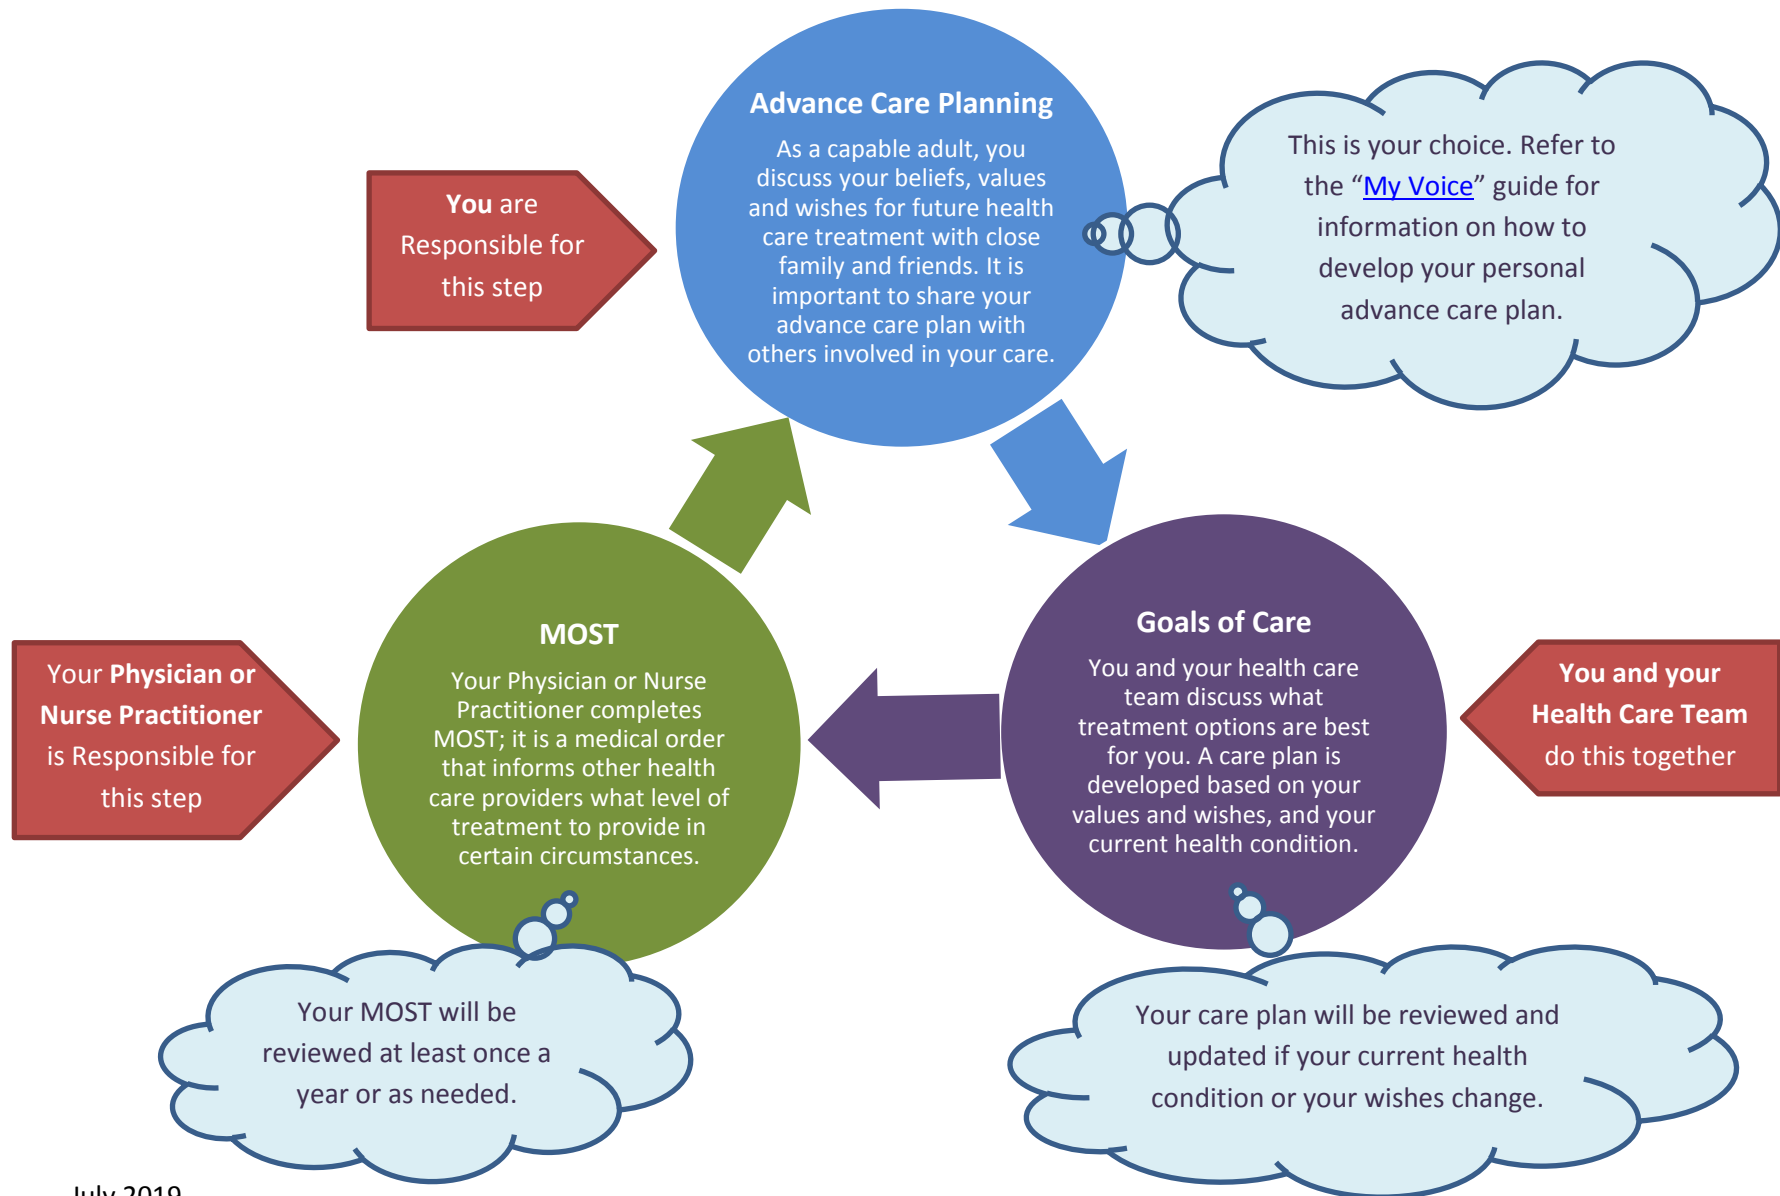 Advance Care Planning
As a capable adult, you
discuss your beliefs, values
and wishes for future health
care treatment with close
family and friends. It is
important to share your
advance care plan with
others involved in your care.
This is your choice. Refer to
the “My Voice” guide for
information on how to
develop your personal
advance care plan.
You are
Responsible for
this step
Goals of Care
You and your health care
team discuss what
treatment options are best
for you. A care plan is
developed based on your
values and wishes, and your
current health condition.
You and your
Health Care Team
do this together
MOST
Your Physician or Nurse
Practitioner completes
MOST; it is a medical order
that informs other health
care providers what level of
treatment to provide in
certain circumstances.
Your Physician or
Nurse Practitioner
is Responsible for
this step
Your MOST will be
reviewed at least once a
year or as needed.
Your care plan will be reviewed and
updated if your current health
condition or your wishes change.
July 2019